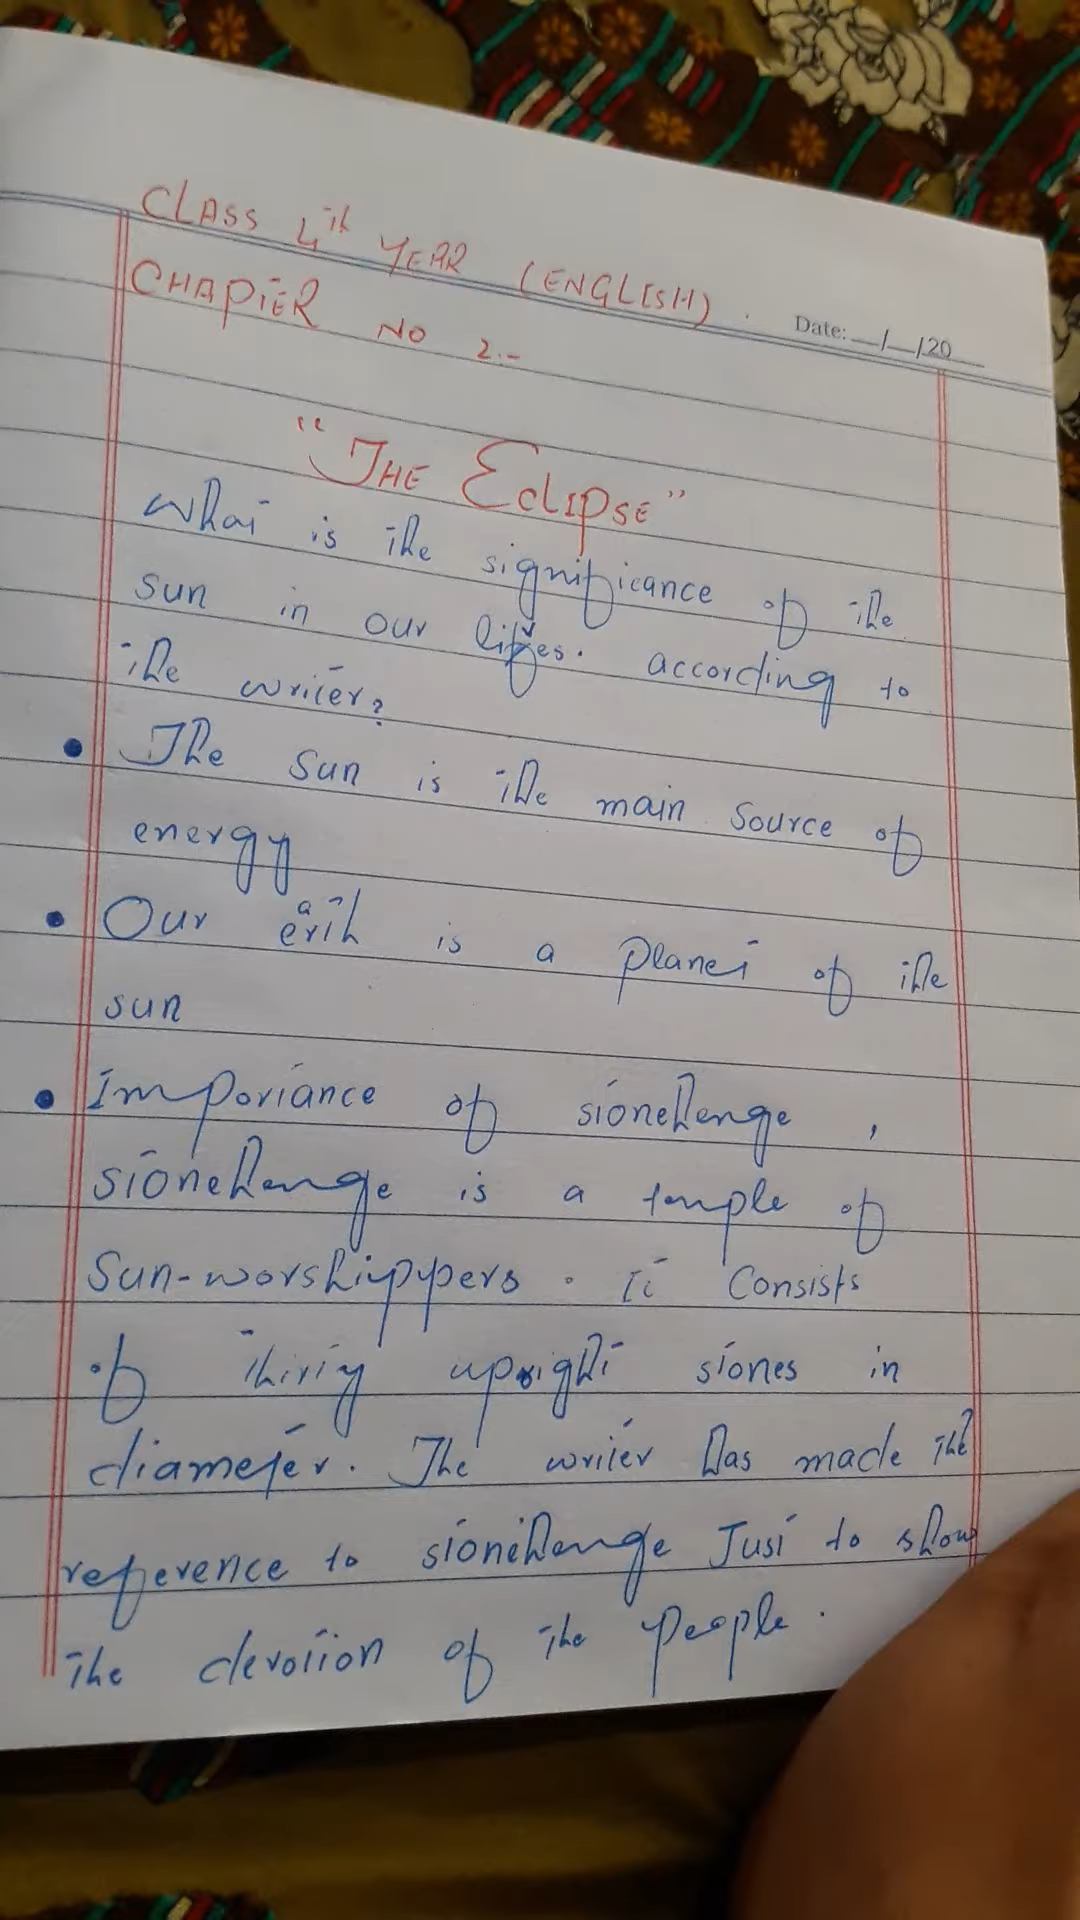 CLASS 4th YEAR (ENGLISH).
Date: __/__/20__
CHAPTER NO 2.-
"THE EClIPSE"
What is the significance of the
sun in our lives. according to
the writer?
• The Sun is the main Source of
energy
• Our earth is a planet of the
sun
• Importance of stonehenge,
stonehenge is a temple of
Sun-worshippers. It Consists
of thirty upright stones in
diameter. The writer has made the
reference to stonehenge Just to show
the devotion of the people.